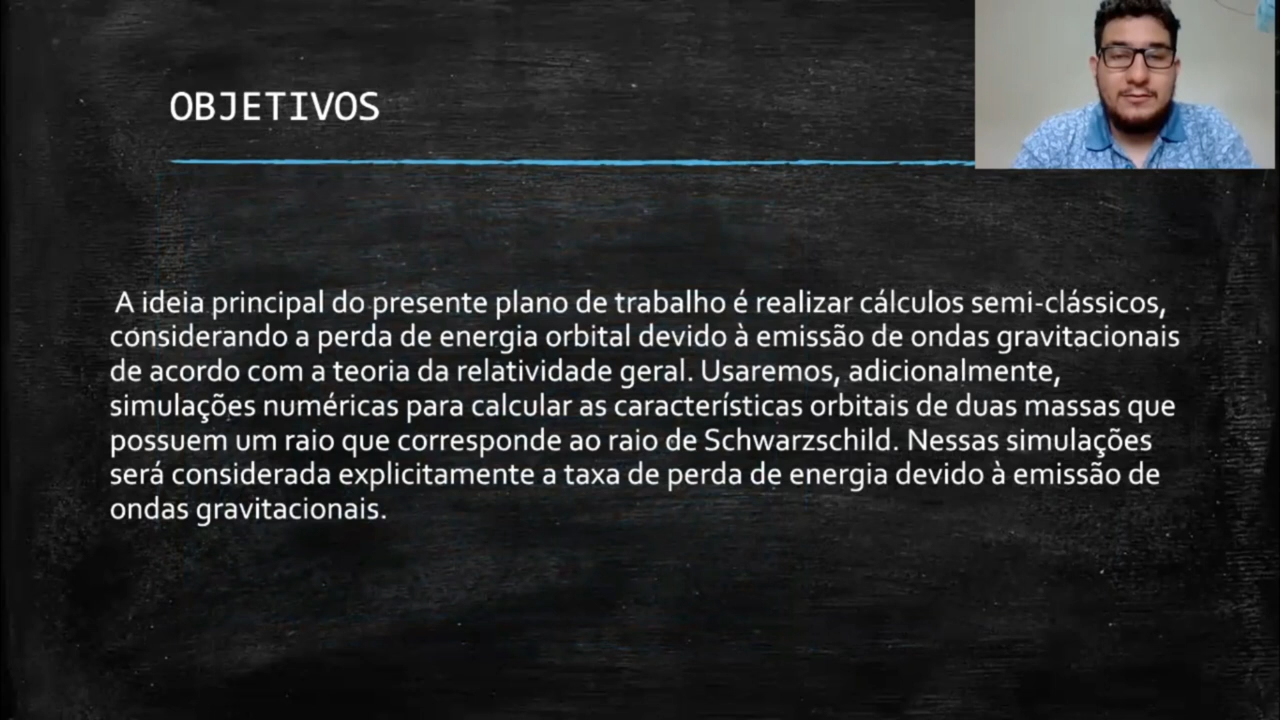 OBJETIVOS
A ideia principal do presente plano de trabalho é realizar cálculos semi-clássicos,
considerando a perda de energia orbital devido à emissão de ondas gravitacionais
de acordo com a teoria da relatividade geral. Usaremos, adicionalmente,
simulações numéricas para calcular as características orbitais de duas massas que
possuem um raio que corresponde ao raio de Schwarzschild. Nessas simulações
será considerada explicitamente a taxa de perda de energia devido à emissão de
ondas gravitacionais.